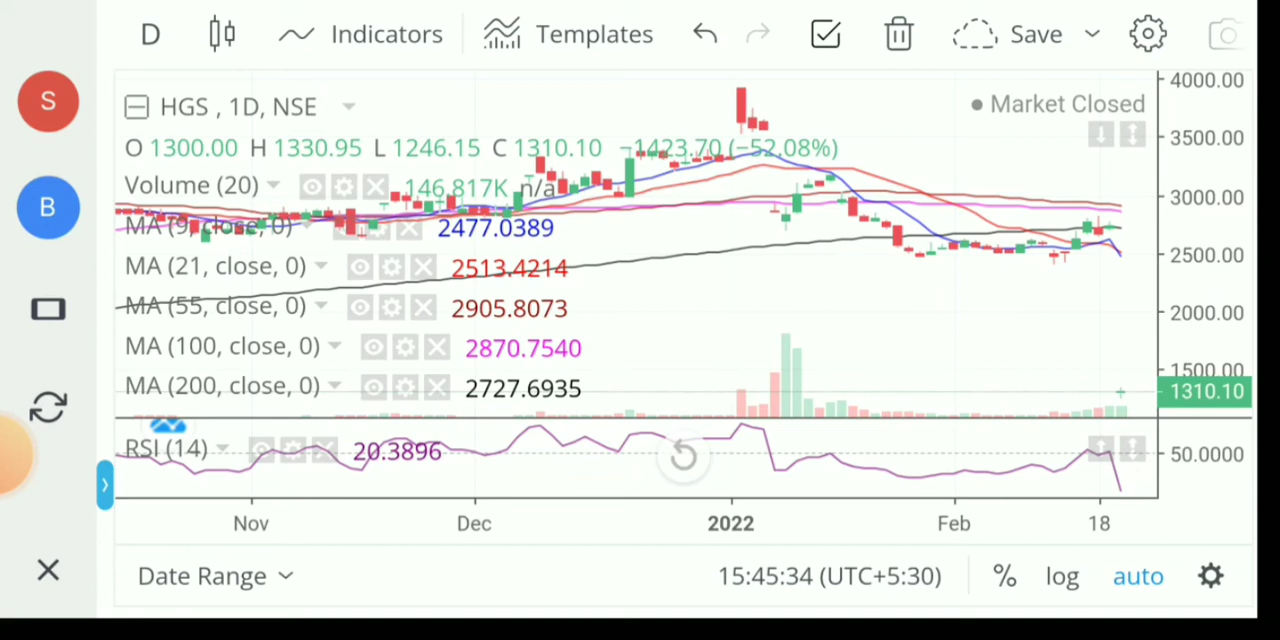 D Indicators Templates Save
S
B
HGS , 1D, NSE
Market Closed
O 1300.00 H 1330.95 L 1246.15 C 1310.10 −1423.70 (−52.08%)
Volume (20) 146.817K n/a
MA (9, close, 0) 2477.0389
MA (21, close, 0) 2513.4214
MA (55, close, 0) 2905.8073
MA (100, close, 0) 2870.7540
MA (200, close, 0) 2727.6935
RSI (14) 20.3896
4000.00
3500.00
3000.00
2500.00
2000.00
1500.00
1310.10
50.0000
Nov Dec 2022 Feb 18
Date Range 15:45:34 (UTC+5:30) % log auto